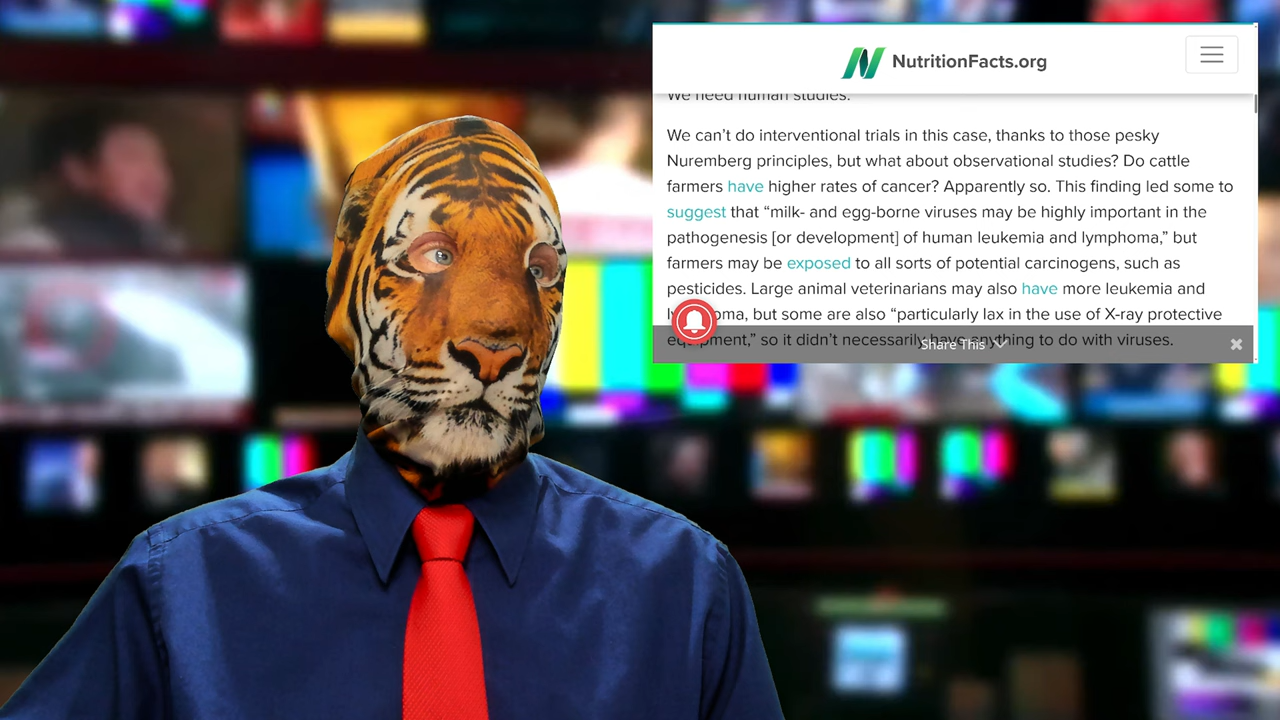 NutritionFacts.org
We need human studies.
We can’t do interventional trials in this case, thanks to those pesky
Nuremberg principles, but what about observational studies? Do cattle
farmers have higher rates of cancer? Apparently so. This finding led some to
suggest that “milk- and egg-borne viruses may be highly important in the
pathogenesis [or development] of human leukemia and lymphoma,” but
farmers may be exposed to all sorts of potential carcinogens, such as
pesticides. Large animal veterinarians may also have more leukemia and
lymphoma, but some are also “particularly lax in the use of X-ray protective
equipment,” so it didn’t necessarily have anything to do with viruses.
Share This